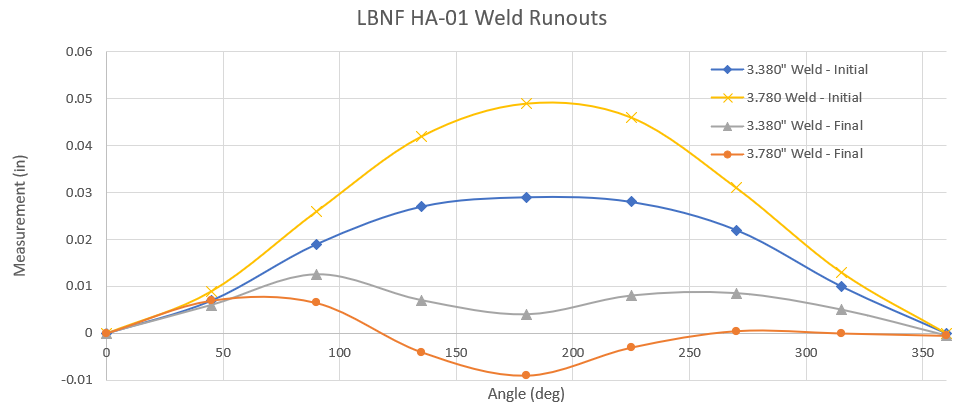 LBNF HA-01 Weld Runouts
0.06
0.05
0.04
0.03
0.02
0.01
0
-0.01
Measurement (in)
3.380" Weld - Initial
3.780 Weld - Initial
3.380" Weld - Final
3.780" Weld - Final
0 50 100 150 200 250 300 350
Angle (deg)